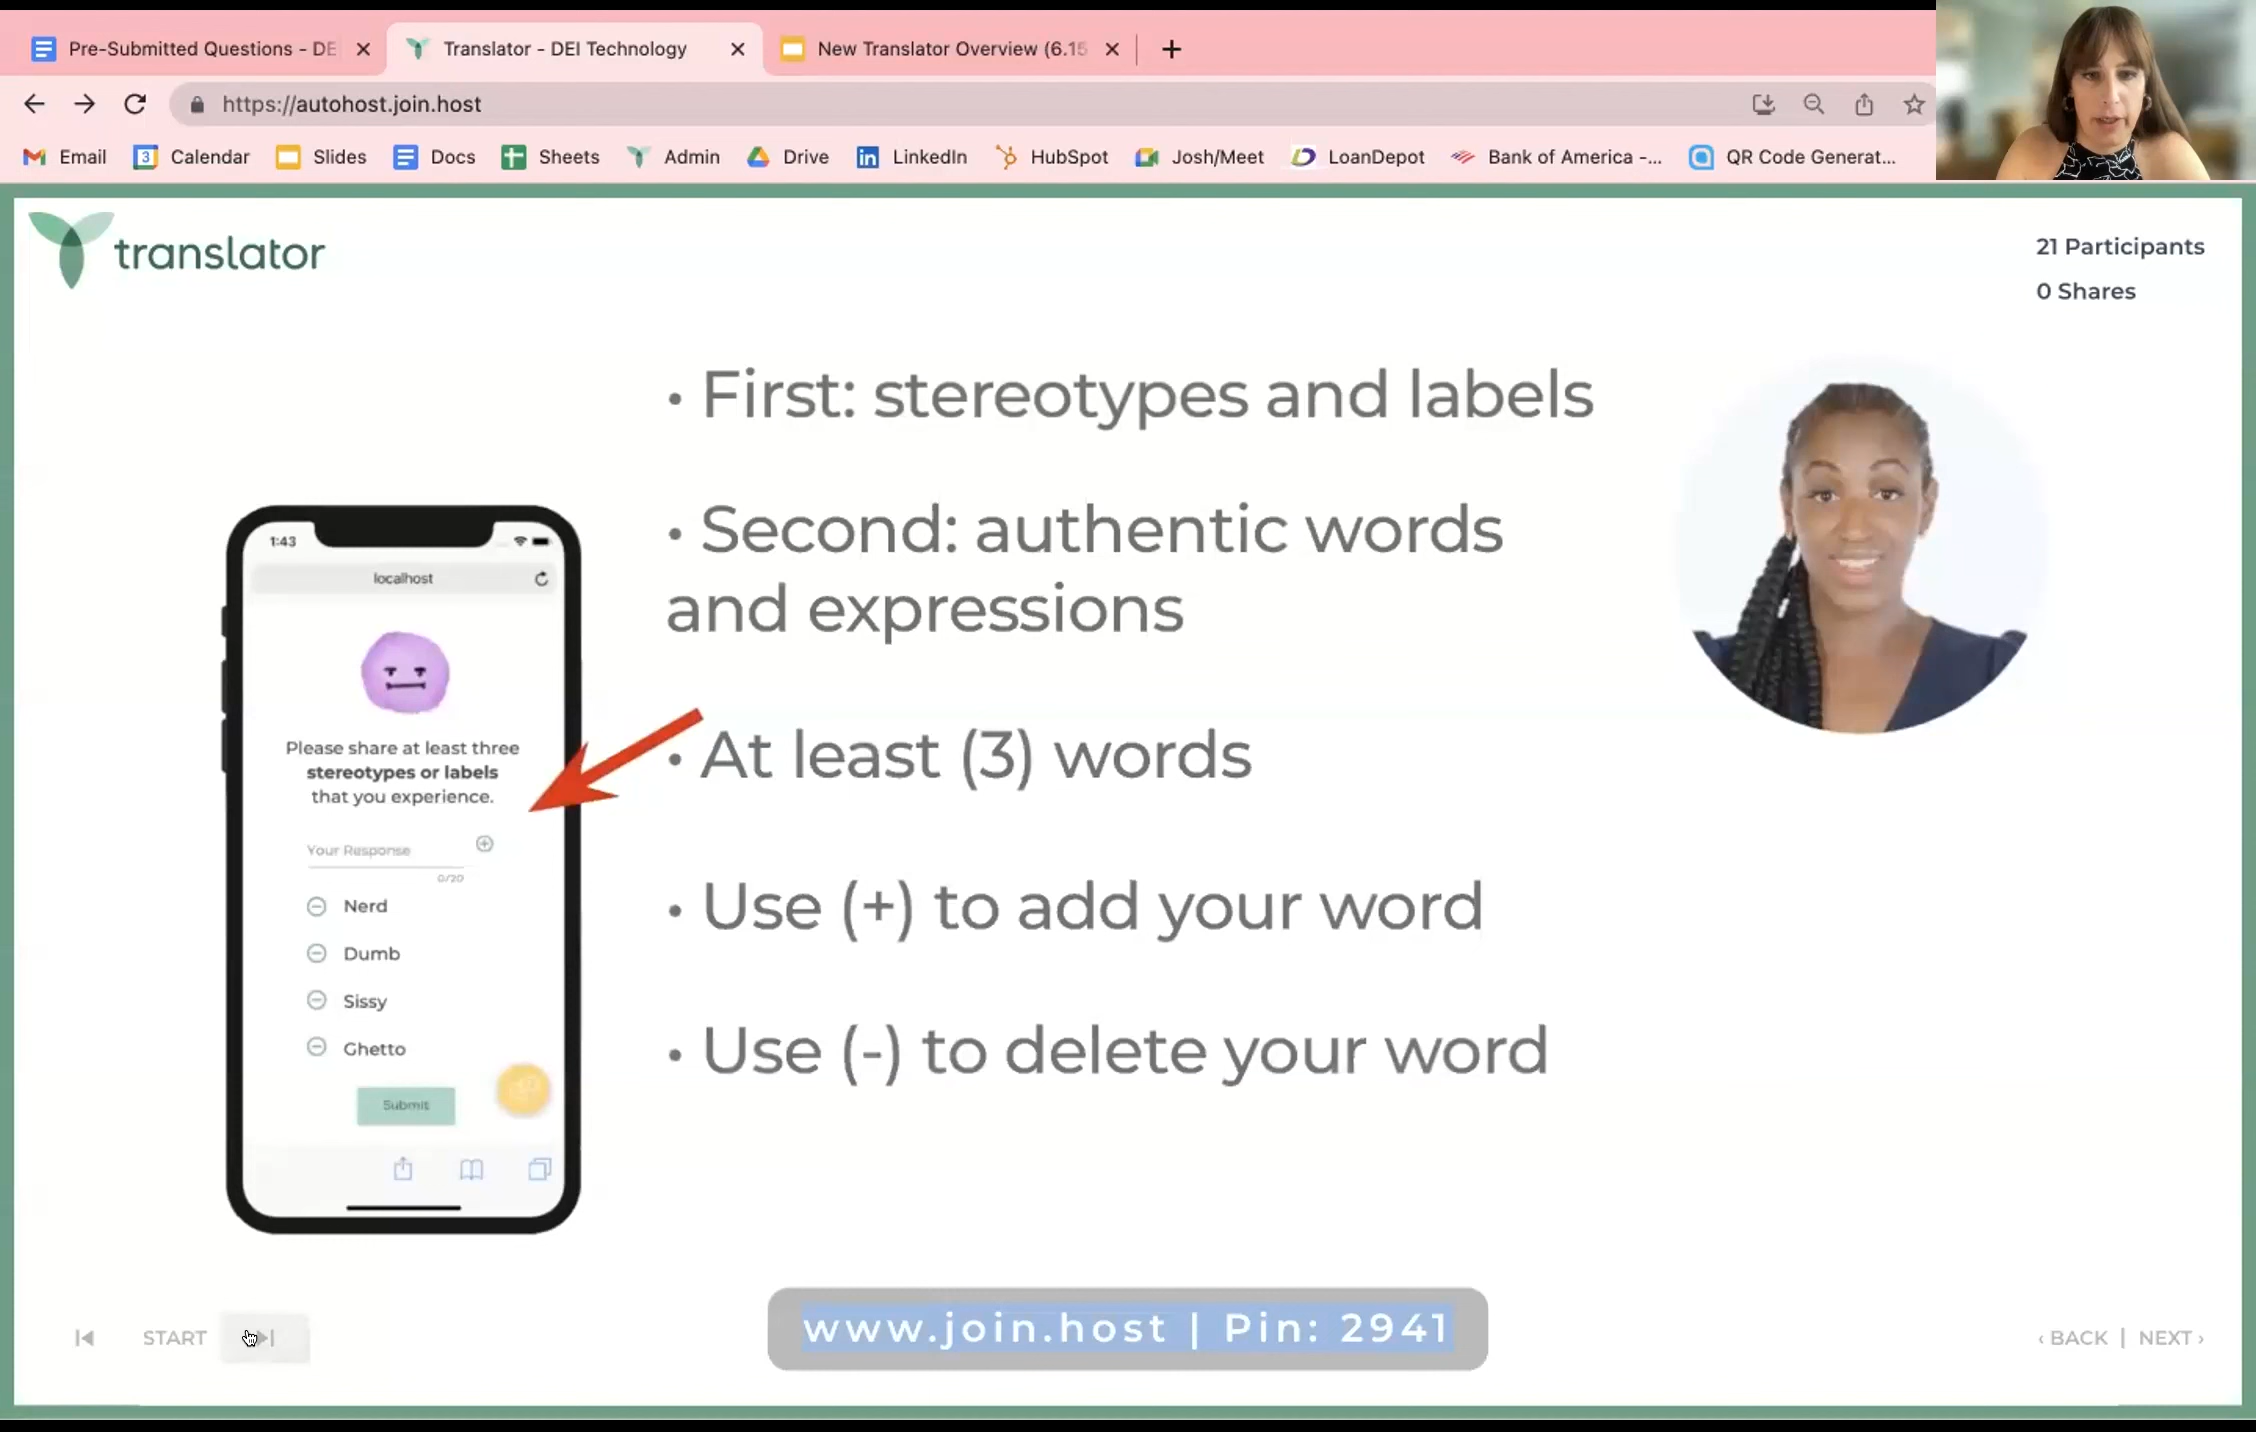 Pre-Submitted Questions - DE
Translator - DEI Technology
New Translator Overview (6.15
https://autohost.join.host
Email
3
Calendar
Slides
Docs
Sheets
Admin
Drive
LinkedIn
HubSpot
Josh/Meet
LoanDepot
Bank of America -...
QR Code Generat...
translator
21 Participants
0 Shares
• First: stereotypes and labels
• Second: authentic words
and expressions
• At least (3) words
• Use (+) to add your word
• Use (-) to delete your word
1:43
localhost
Please share at least three
stereotypes or labels
that you experience.
Your Response
0/20
Nerd
Dumb
Sissy
Ghetto
Submit
START
www.join.host | Pin: 2941
‹ BACK | NEXT ›